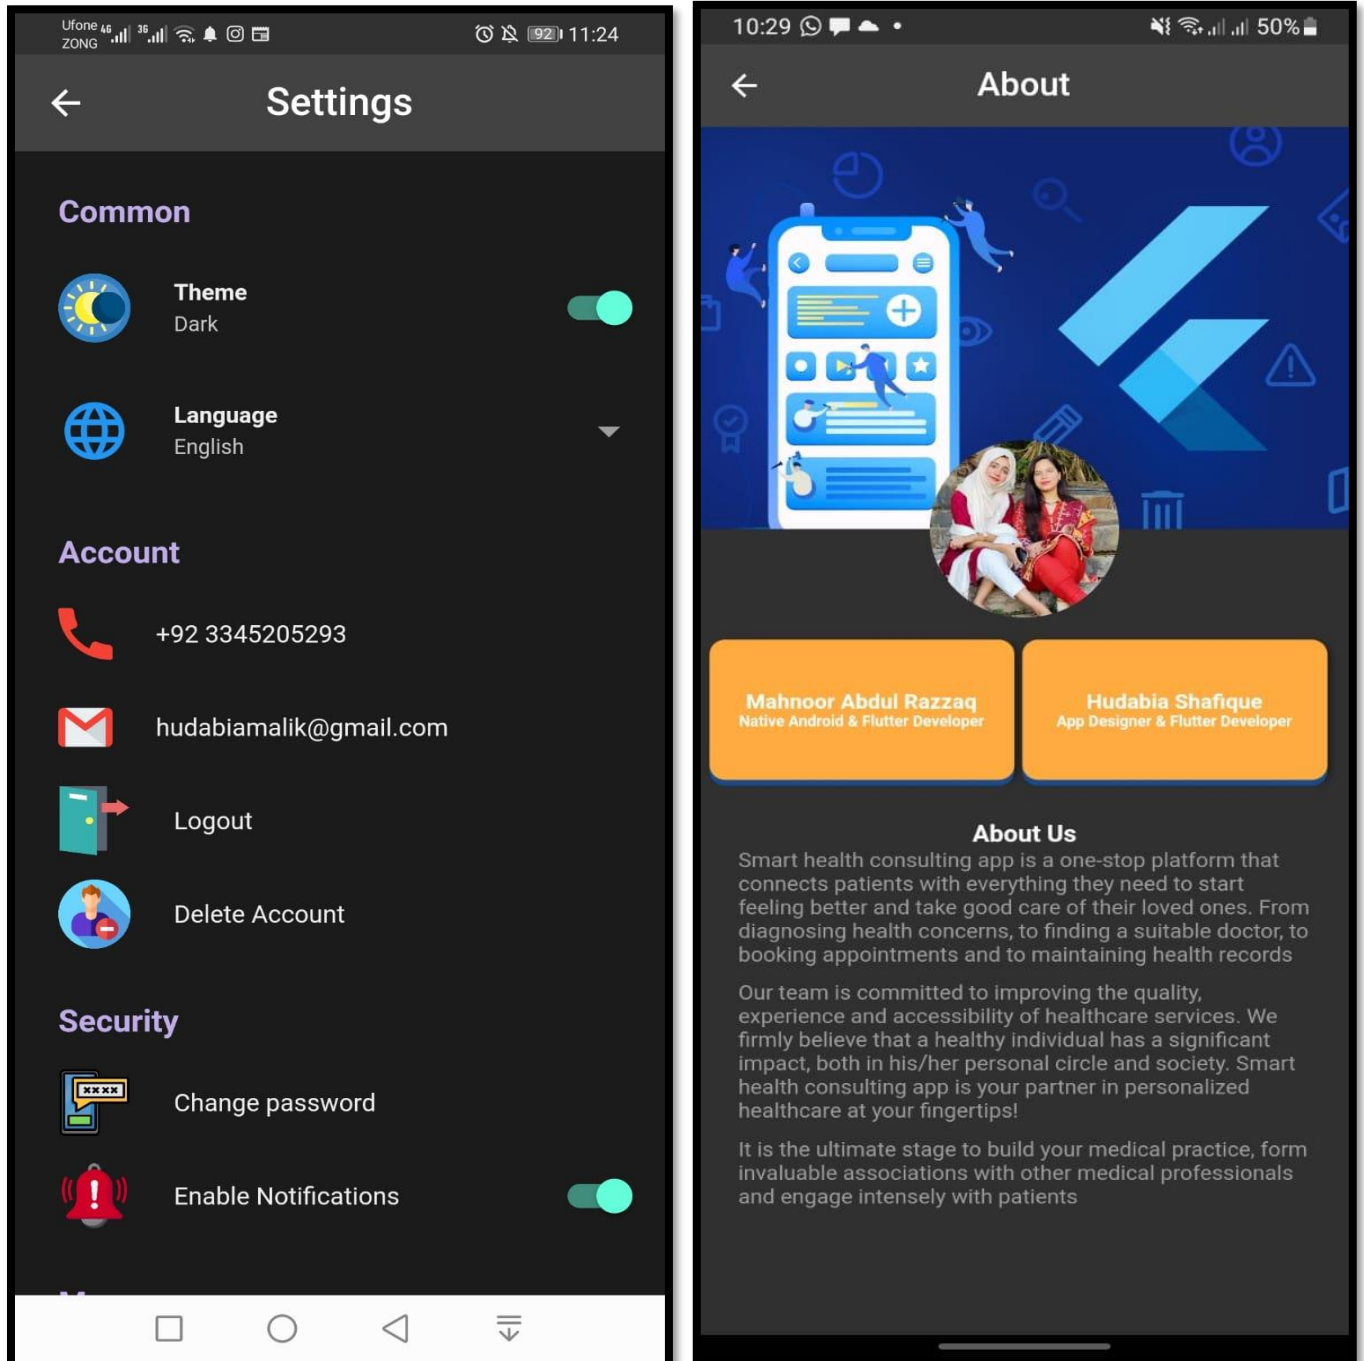 Ufone 4G 3G
ZONG
92 11:24
Settings
Common
Theme
Dark
Language
English
Account
+92 3345205293
hudabiamalik@gmail.com
Logout
Delete Account
Security
xx xx
Change password
Enable Notifications
10:29
50%
About
Mahnoor Abdul Razzaq
Native Android & Flutter Developer
Hudabia Shafique
App Designer & Flutter Developer
About Us
Smart health consulting app is a one-stop platform that
connects patients with everything they need to start
feeling better and take good care of their loved ones. From
diagnosing health concerns, to finding a suitable doctor, to
booking appointments and to maintaining health records
Our team is committed to improving the quality,
experience and accessibility of healthcare services. We
firmly believe that a healthy individual has a significant
impact, both in his/her personal circle and society. Smart
health consulting app is your partner in personalized
healthcare at your fingertips!
It is the ultimate stage to build your medical practice, form
invaluable associations with other medical professionals
and engage intensely with patients